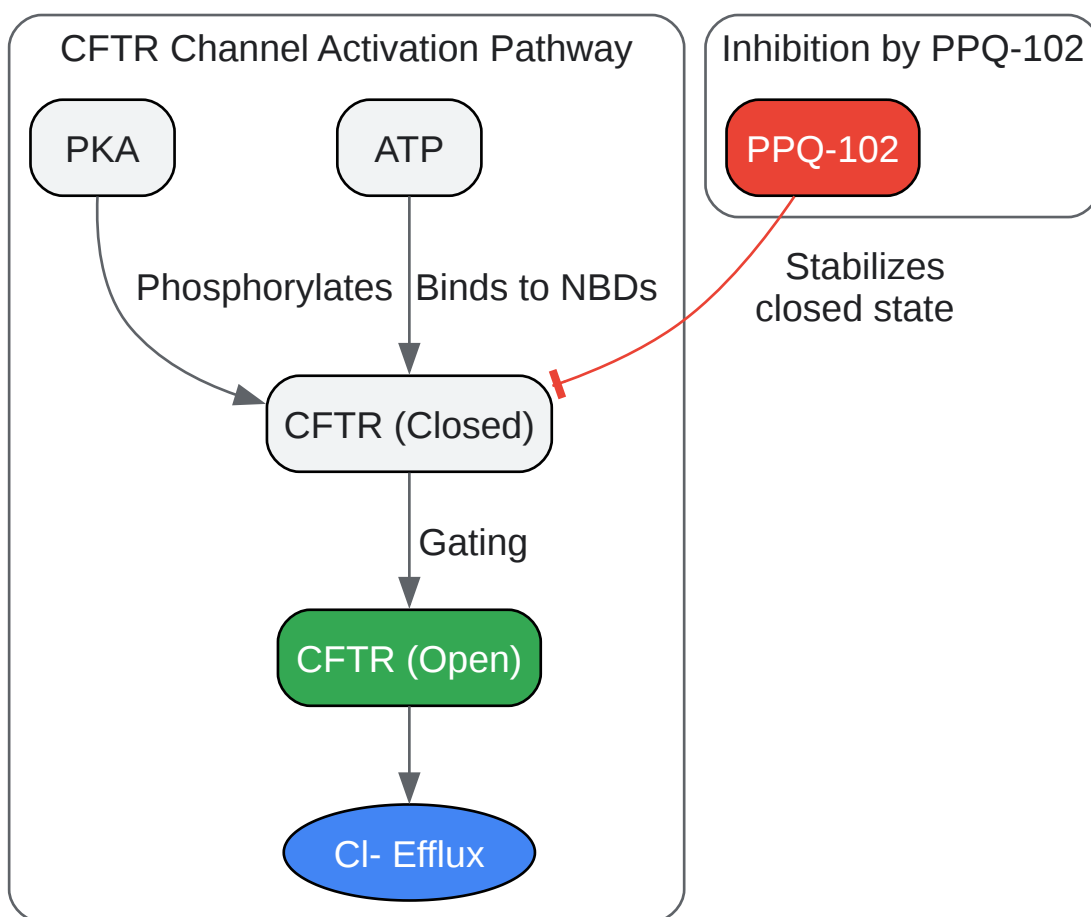 CFTR Channel Activation Pathway
Inhibition by PPQ-102
PKA
ATP
PPQ-102
Phosphorylates
Binds to NBDs
Stabilizes
closed state
CFTR (Closed)
Gating
CFTR (Open)
Cl- Efflux